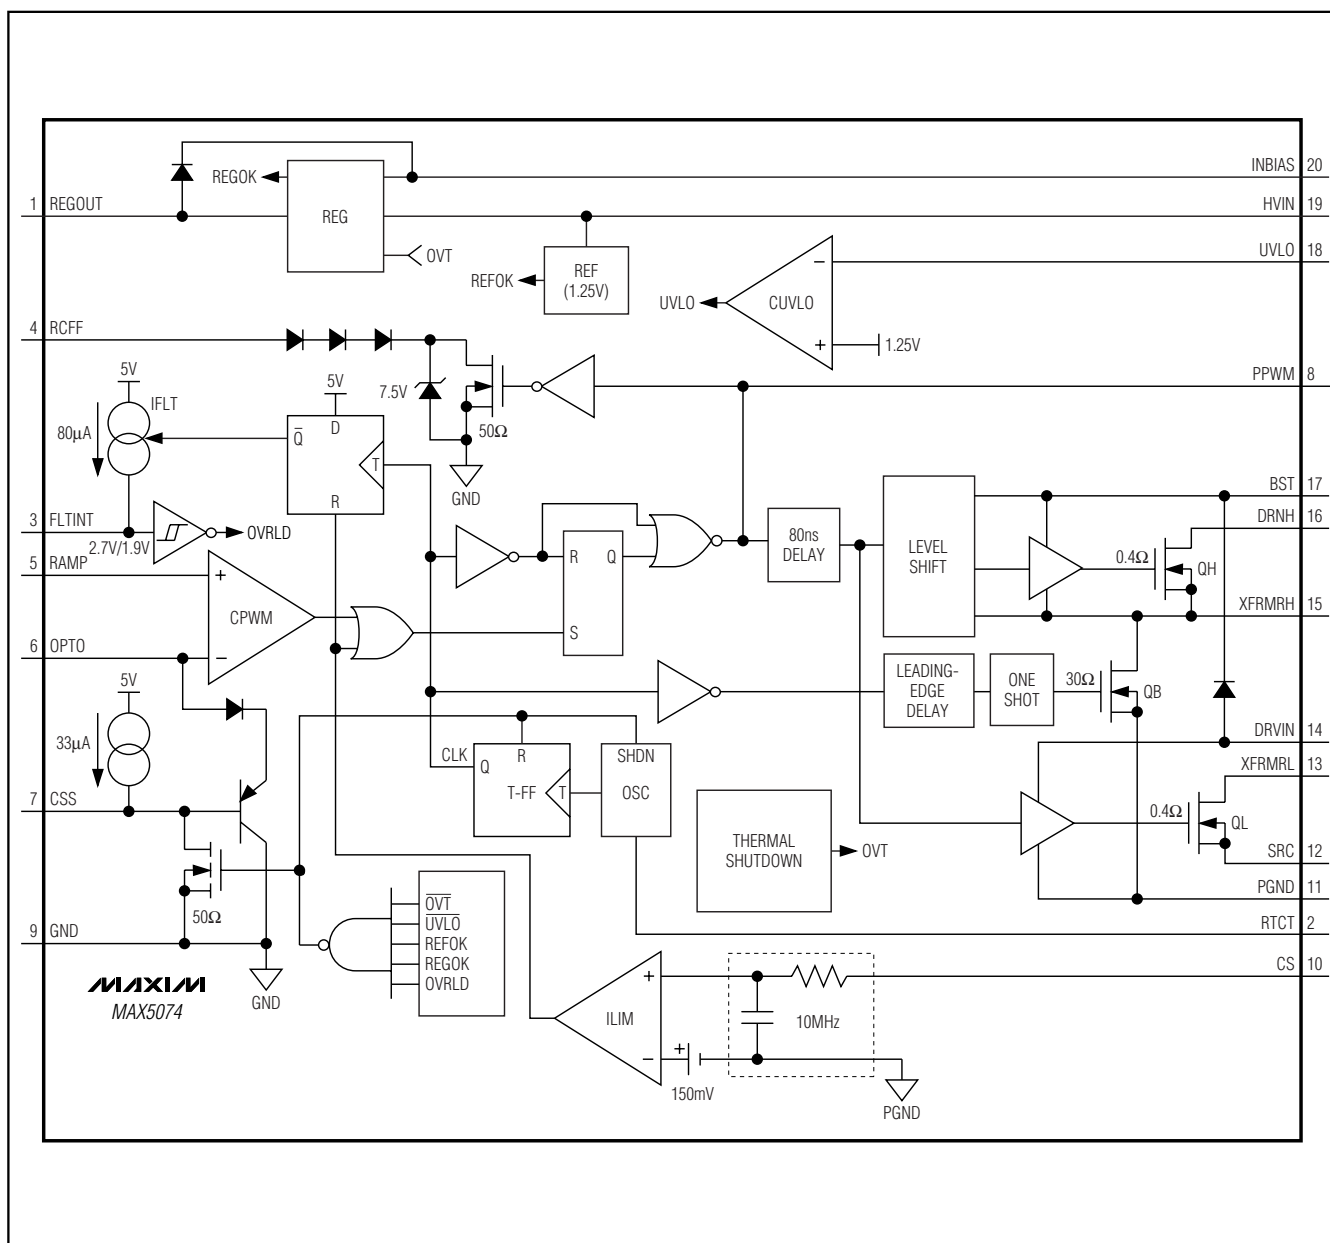 INBIAS 20
REGOK
1 REGOUT
REG
HVIN 19
OVT
UVLO 18
REFOK
REF
(1.25V)
UVLO
CUVLO
−
+
1.25V
4 RCFF
5V
IFLT
80µA
5V
7.5V
PPWM 8
50Ω
Q̅
D
T
R
GND
BST 17
3 FLTINT
2.7V/1.9V
OVRLD
DRNH 16
80ns
DELAY
LEVEL
SHIFT
0.4Ω
QH
R
Q
S
5 RAMP
+
CPWM
−
XFRMRH 15
6 OPTO
5V
33µA
LEADING-
EDGE
DELAY
ONE
SHOT
30Ω
QB
DRVIN 14
CLK
Q
R
T-FF
T
SHDN
OSC
XFRMRL 13
7 CSS
THERMAL
SHUTDOWN
OVT
0.4Ω
QL
SRC 12
50Ω
O̅V̅T̅
U̅V̅L̅O̅
REFOK
REGOK
OVRLD
PGND 11
9 GND
RTCT 2
MAXIM
MAX5074
GND
+
ILIM
−
+
150mV
10MHz
CS 10
PGND